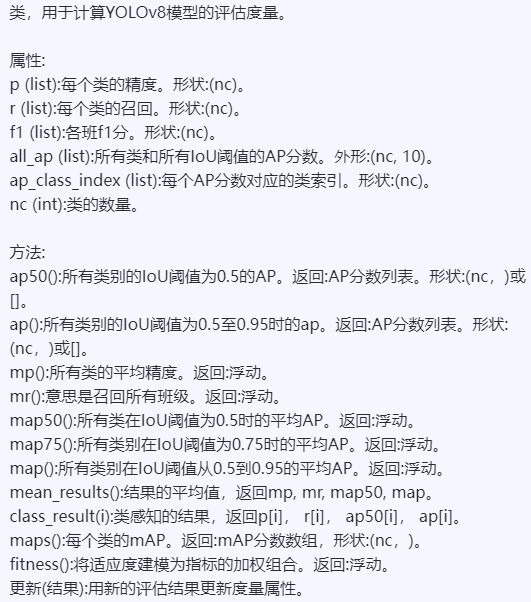 类，用于计算YOLOv8模型的评估度量。
属性:
p (list):每个类的精度。形状:(nc)。
r (list):每个类的召回。形状:(nc)。
f1 (list):各班f1分。形状:(nc)。
all_ap (list):所有类和所有IoU阈值的AP分数。外形:(nc, 10)。
ap_class_index (list):每个AP分数对应的类索引。形状:(nc)。
nc (int):类的数量。
方法:
ap50():所有类别的IoU阈值为0.5的AP。返回:AP分数列表。形状:(nc，)或
[]。
ap():所有类别的IoU阈值为0.5至0.95时的ap。返回:AP分数列表。形状:
(nc，)或[]。
mp():所有类的平均精度。返回:浮动。
mr():意思是召回所有班级。返回:浮动。
map50():所有类在IoU阈值为0.5时的平均AP。返回:浮动。
map75():所有类别在IoU阈值为0.75时的平均AP。返回:浮动。
map():所有类别在IoU阈值从0.5到0.95的平均AP。返回:浮动。
mean_results():结果的平均值，返回mp, mr, map50, map。
class_result(i):类感知的结果，返回p[i]， r[i]， ap50[i]， ap[i]。
maps():每个类的mAP。返回:mAP分数数组，形状:(nc，)。
fitness():将适应度建模为指标的加权组合。返回:浮动。
更新(结果):用新的评估结果更新度量属性。